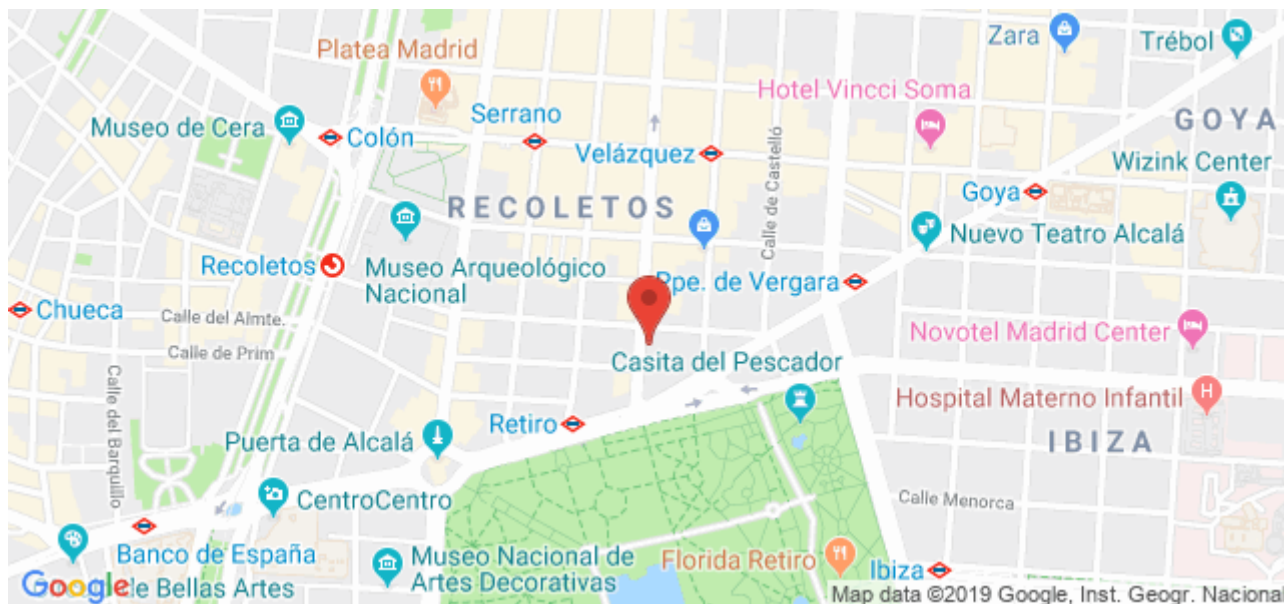 Platea Madrid
Zara
Trébol
Hotel Vincci Soma
Museo de Cera
Colón
Serrano
Velázquez
GOYA
Wizink Center
Calle de Castelló
Goya
RECOLETOS
Nuevo Teatro Alcalá
Recoletos
Museo Arqueológico
Nacional
Ppe. de Vergara
Chueca
Calle del Almte.
Calle de Prim
Novotel Madrid Center
Casita del Pescador
Hospital Materno Infantil
Calle del Barquillo
Retiro
Puerta de Alcalá
IBIZA
CentroCentro
Calle Menorca
Banco de España
Museo Nacional de
Artes Decorativas
Florida Retiro
Ibiza
Google
de Bellas Artes
Map data ©2019 Google, Inst. Geogr. Naciona